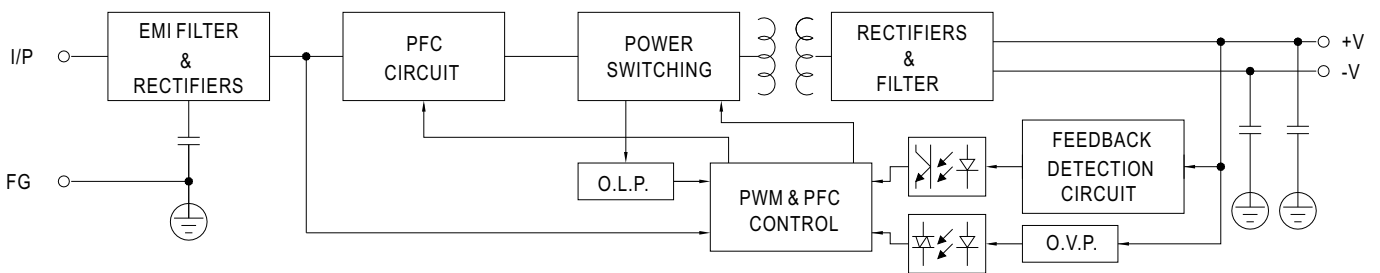 I/P
EMI FILTER
&
RECTIFIERS
PFC
CIRCUIT
POWER
SWITCHING
RECTIFIERS
&
FILTER
+V
-V
FG
O.L.P.
PWM & PFC
CONTROL
FEEDBACK
DETECTION
CIRCUIT
O.V.P.